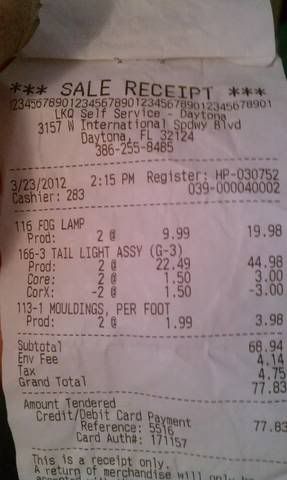 *** SALE RECEIPT ***
12345678901234567890123456789012345678901
LKQ Self Service - Daytona
3157 W International Spdwy Blvd
Daytona, FL 32124
386-255-8485
3/23/2012 2:15 PM Register: HP-030752
Cashier: 283 039-000040002
116 FOG LAMP
Prod: 2 @ 9.99 19.98
166-3 TAIL LIGHT ASSY (G-3)
Prod: 2 @ 22.49 44.98
Core: 2 @ 1.50 3.00
CorX: -2 @ 1.50 -3.00
113-1 MOULDINGS, PER FOOT
Prod: 2 @ 1.99 3.98
Subtotal 68.94
Env Fee 4.14
Tax 4.75
Grand Total 77.83
Amount Tendered
Credit/Debit Card Payment 77.83
Reference: 5516
Card Auth#: 171157
This is a receipt only.
A return of merchandise will only be